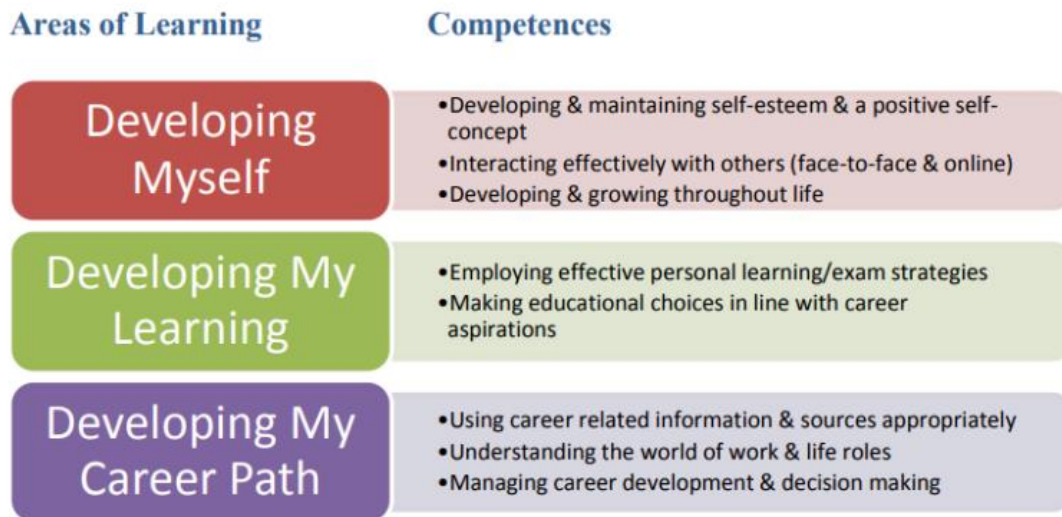 Areas of Learning
Competences
Developing
Myself
•Developing & maintaining self-esteem & a positive self-
concept
•Interacting effectively with others (face-to-face & online)
•Developing & growing throughout life
Developing My
Learning
•Employing effective personal learning/exam strategies
•Making educational choices in line with career
aspirations
Developing My
Career Path
•Using career related information & sources appropriately
•Understanding the world of work & life roles
•Managing career development & decision making